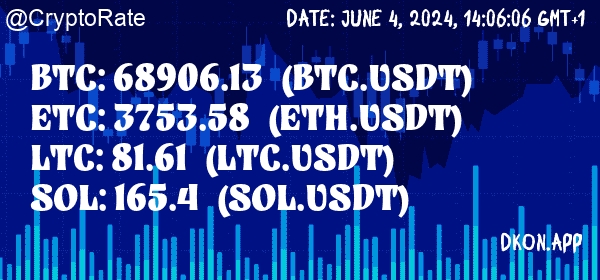 @CryptoRate
DATE: JUNE 4, 2024, 14:06:06 GMT+1
BTC: 68906.13 (BTC.USDT)
ETC: 3753.58 (ETH.USDT)
LTC: 81.61 (LTC.USDT)
SOL: 165.4 (SOL.USDT)
DKON.APP